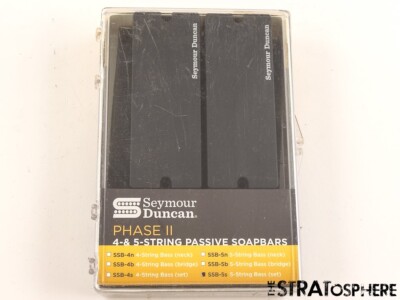 Seymour Duncan
Seymour Duncan
Seymour
Duncan®
PHASE II
4-& 5-STRING PASSIVE SOAPBARS
SSB-4n 4-String Bass (neck)
SSB-5n 5-String Bass (neck)
SSB-4b 4-String Bass (bridge)
SSB-5b 5-String Bass (bridge)
SSB-4s 4-String Bass (set)
SSB-5s 5-String Bass (set)
THE STRATOSPHERE